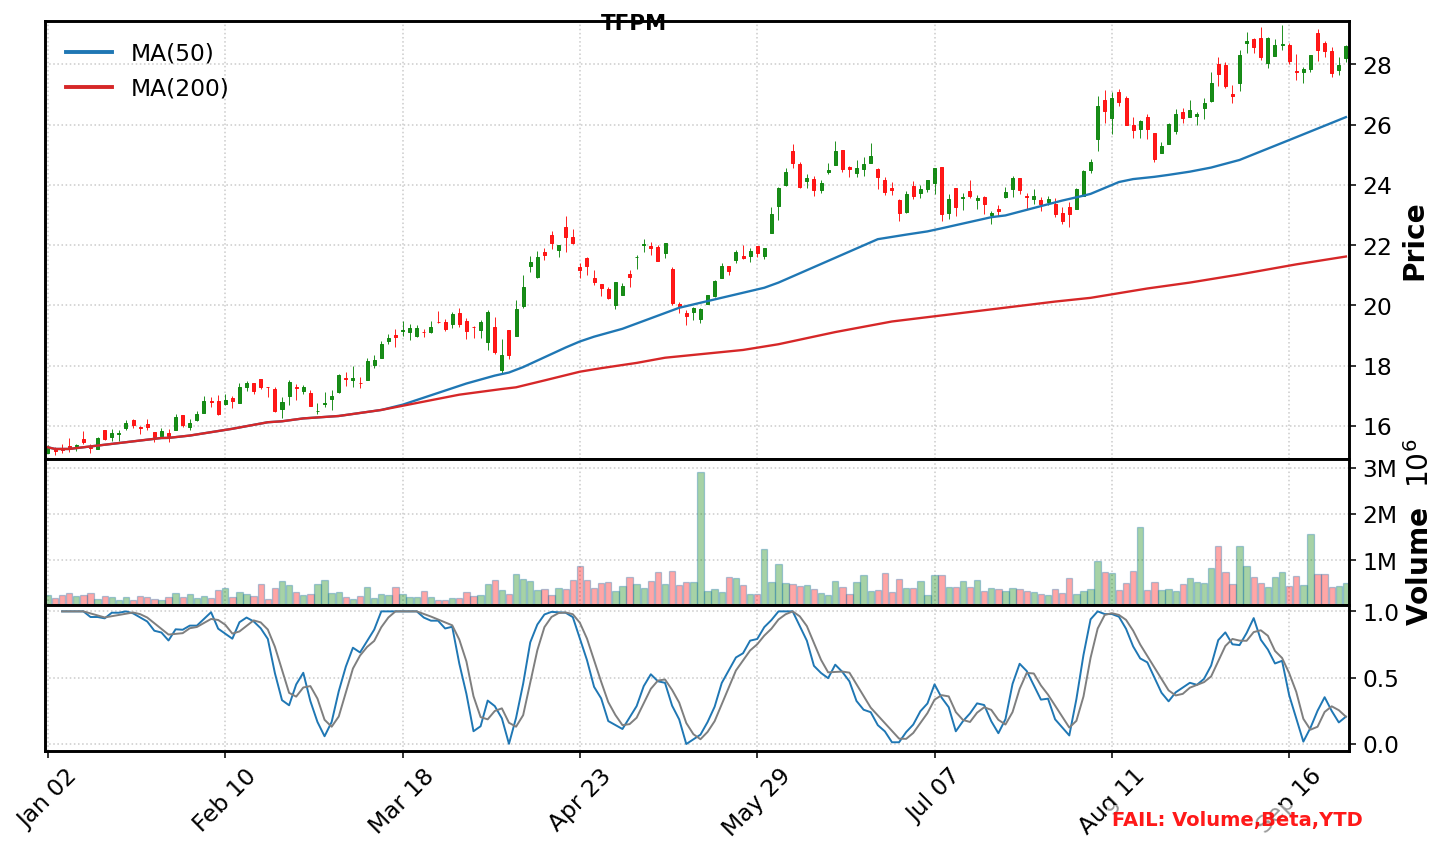 TFPM
MA(50)
MA(200)
28
26
24
22
20
18
16
Price
3M
2M
1M
Volume 10^6
1.0
0.5
0.0
Jan 02
Feb 10
Mar 18
Apr 23
May 29
Jul 07
Aug 11
Sep 16
FAIL: Volume,Beta,YTD